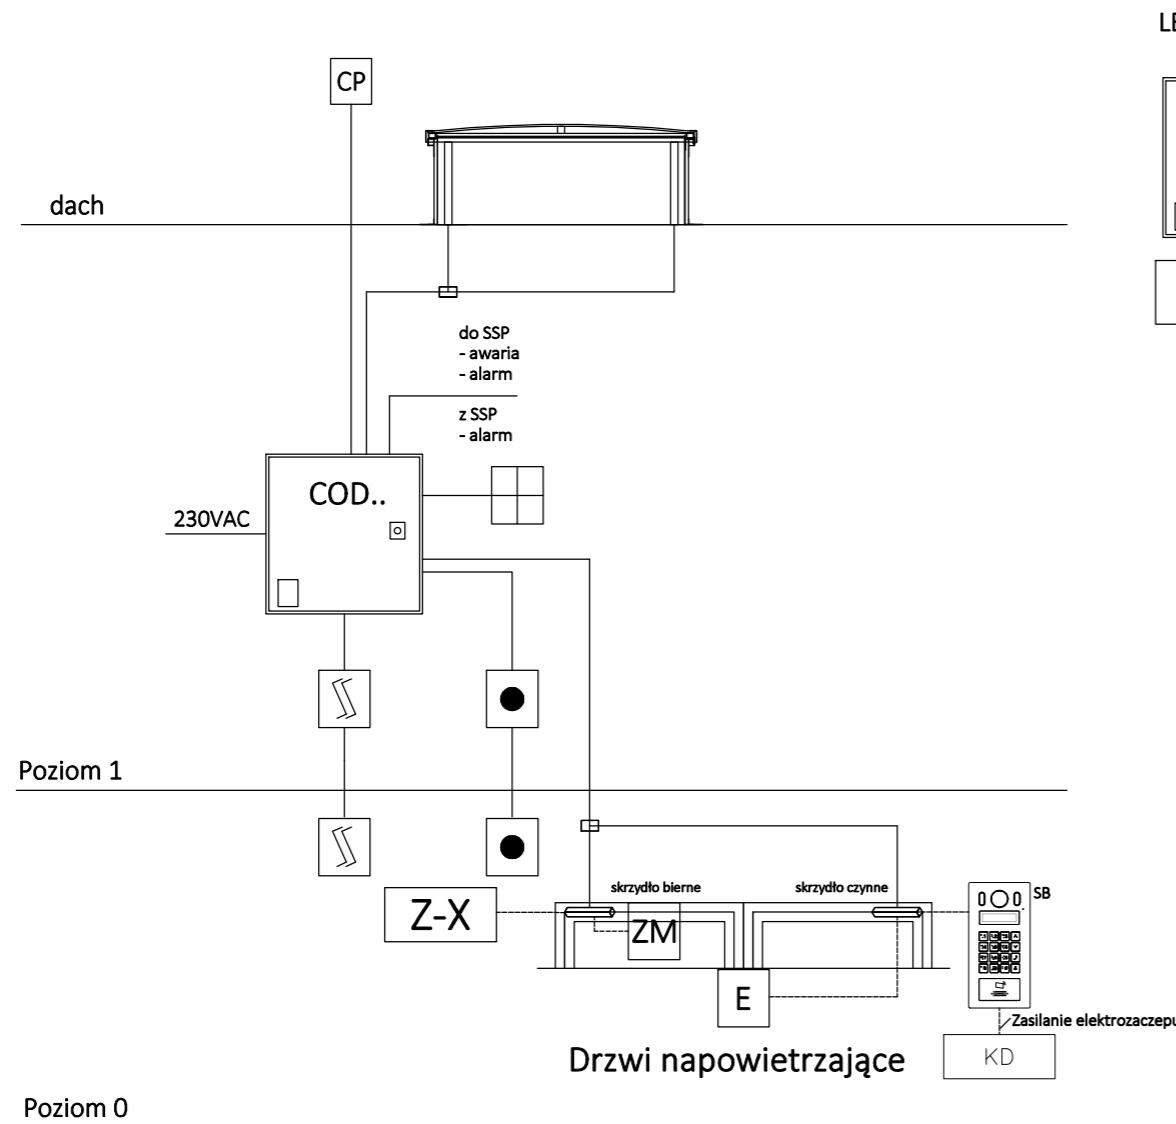 CP
dach
do SSP
- awaria
- alarm
z SSP
- alarm
COD..
230VAC
Poziom 1
skrzydło bierne
skrzydło czynne
SB
Z-X
ZM
E
Zasilanie
Drzwi napowietrzające
KD
Poziom 0